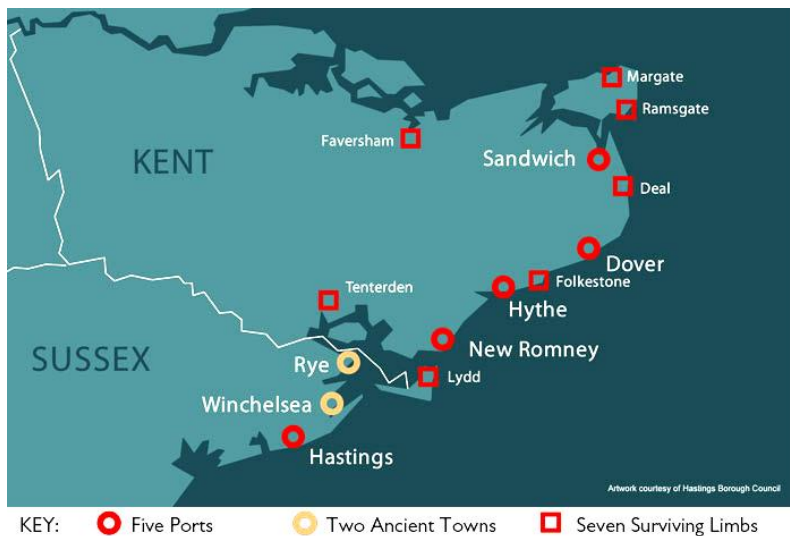 Margate
Ramsgate
Faversham
KENT
Sandwich
Deal
Dover
Tenterden
Folkestone
Hythe
SUSSEX
New Romney
Rye
Lydd
Winchelsea
Hastings
Artwork courtesy of Hastings Borough Council
KEY: Five Ports Two Ancient Towns Seven Surviving Limbs